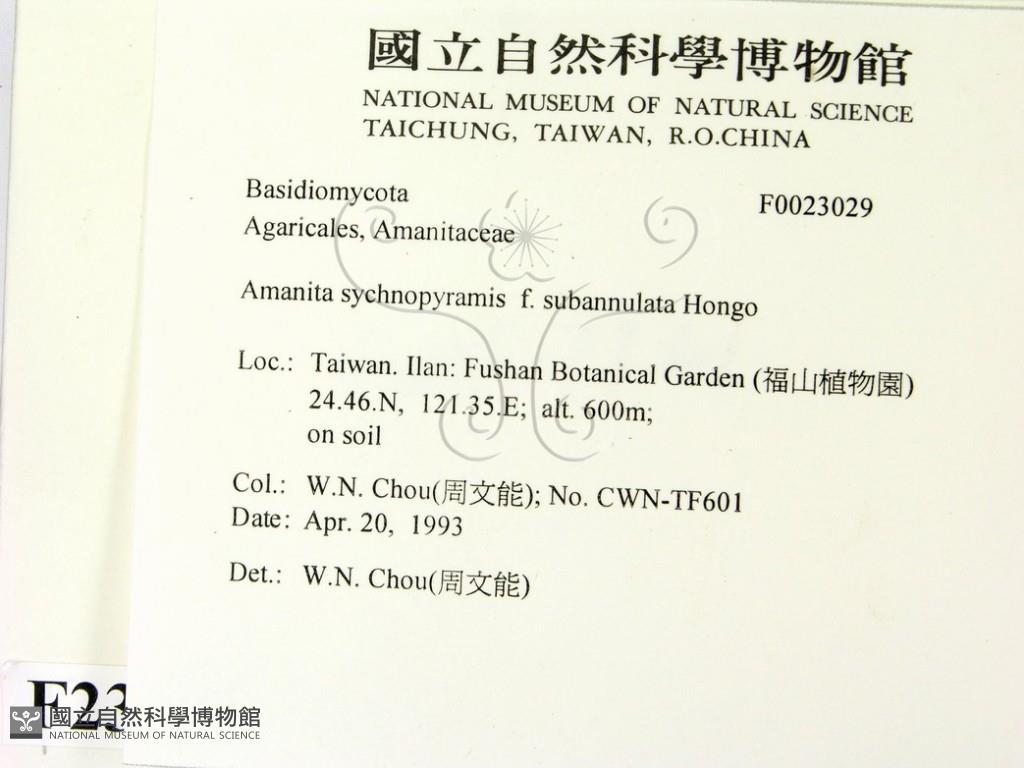 國立自然科學博物館
NATIONAL MUSEUM OF NATURAL SCIENCE
TAICHUNG, TAIWAN, R.O.CHINA
Basidiomycota F0023029
Agaricales, Amanitaceae
Amanita sychnopyramis f. subannulata Hongo
Loc.: Taiwan. Ilan: Fushan Botanical Garden (福山植物園)
24.46.N, 121.35.E; alt. 600m;
on soil
Col.: W.N. Chou(周文能); No. CWN-TF601
Date: Apr. 20, 1993
Det.: W.N. Chou(周文能)
F23
國立自然科學博物館
NATIONAL MUSEUM OF NATURAL SCIENCE